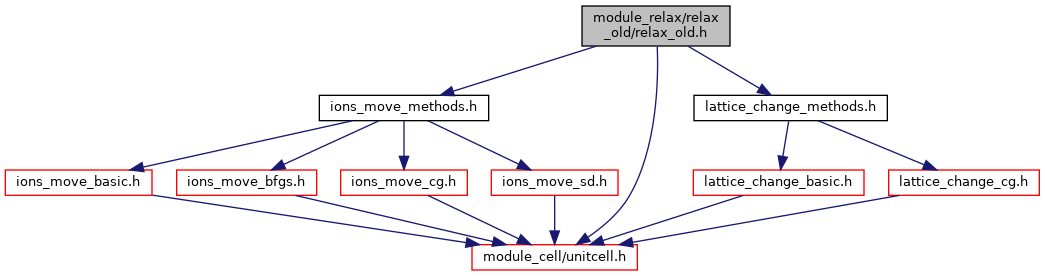 module_relax/relax
_old/relax_old.h
ions_move_methods.h
lattice_change_methods.h
ions_move_basic.h
ions_move_bfgs.h
ions_move_cg.h
ions_move_sd.h
lattice_change_basic.h
lattice_change_cg.h
module_cell/unitcell.h